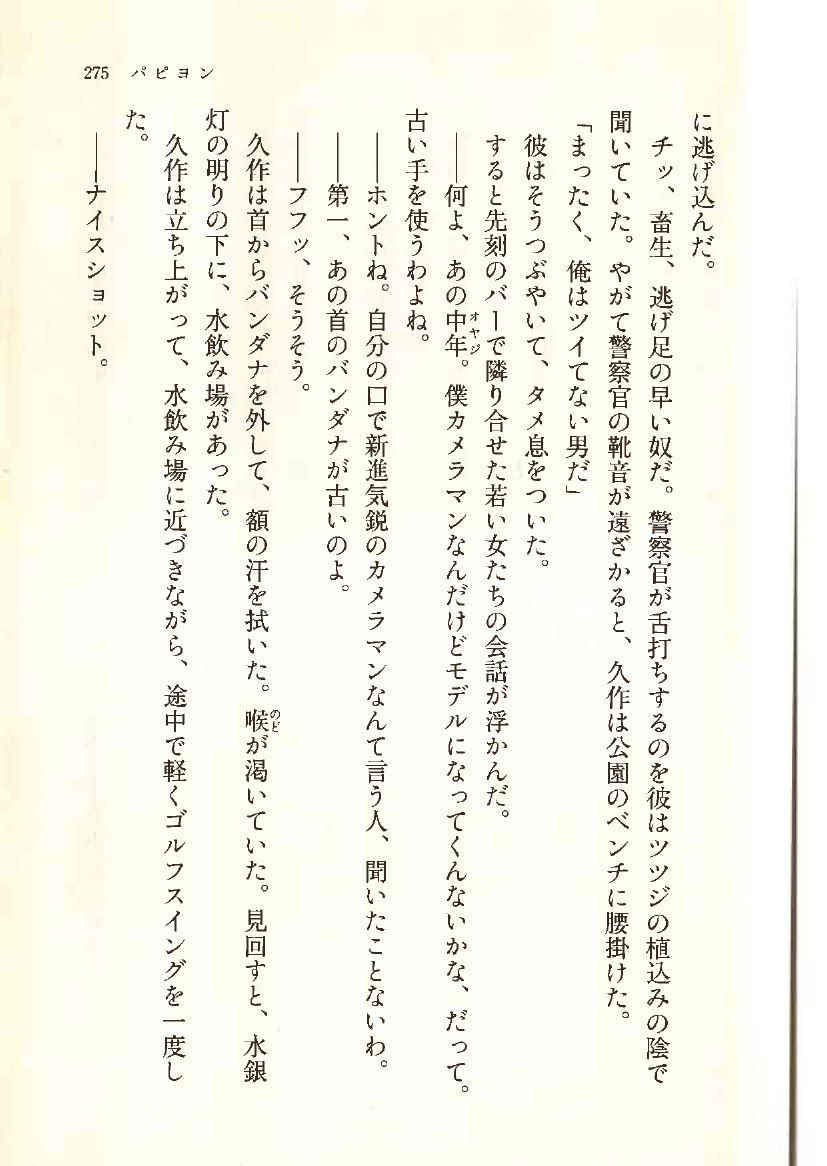 275 パピヨン
に逃げ込んだ。
チッ、畜生、逃げ足の早い奴だ。警察官が舌打ちするのを彼はツツジの植込みの陰で
聞いていた。やがて警察官の靴音が遠ざかると、久作は公園のベンチに腰掛けた。
「まったく、俺はツイてない男だ」
彼はそうつぶやいて、タメ息をついた。
すると先刻のバーで隣り合せた若い女たちの会話が浮かんだ。
――何よ、あの中年。僕カメラマンなんだけどモデルになってくんないかな、だって。
オヤジ
古い手を使うわよね。
――ホントね。自分の口で新進気鋭のカメラマンなんて言う人、聞いたことないわ。
――第一、あの首のバンダナが古いのよ。
――フフッ、そうそう。
久作は首からバンダナを外して、額の汗を拭いた。喉が渇いていた。見回すと、水銀
のど
灯の明りの下に、水飲み場があった。
久作は立ち上がって、水飲み場に近づきながら、途中で軽くゴルフスイングを一度し
た。
――ナイスショット。